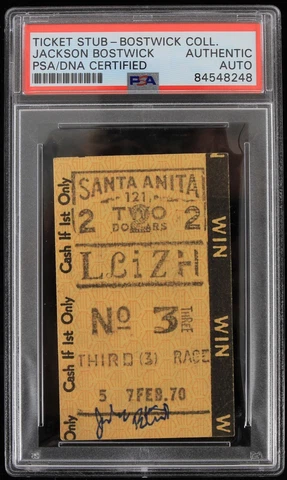 TICKET STUB - BOSTWICK COLL.
JACKSON BOSTWICK AUTHENTIC
PSA/DNA CERTIFIED AUTO
PSA 84548248
SANTA ANITA
121
2 TWO 2
DOLLARS
LCiZH
No 3 THREE
THIRD (3) RACE
5 7FEB.70
Cash If 1st Only
Cash If 1st Only
Only
WIN
WIN
WIN